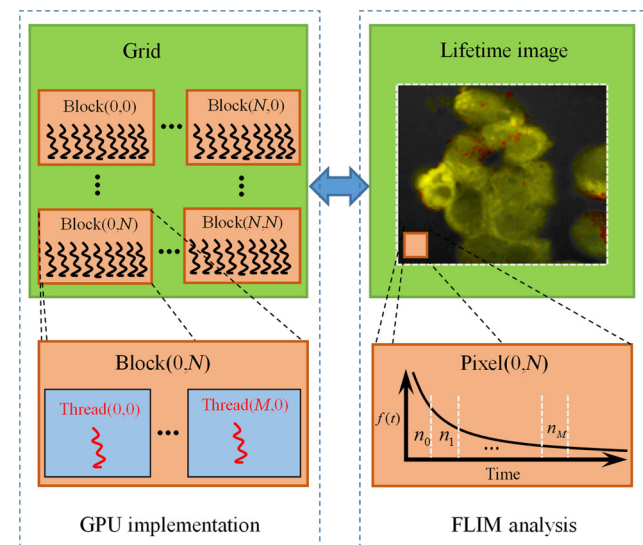 Grid
Block(0,0)
...
Block(N,0)
Block(0,N)
...
Block(N,N)
Block(0,N)
Thread(0,0)
...
Thread(M,0)
GPU implementation
Lifetime image
Pixel(0,N)
f(t)
n0
n1
...
nM
Time
FLIM analysis